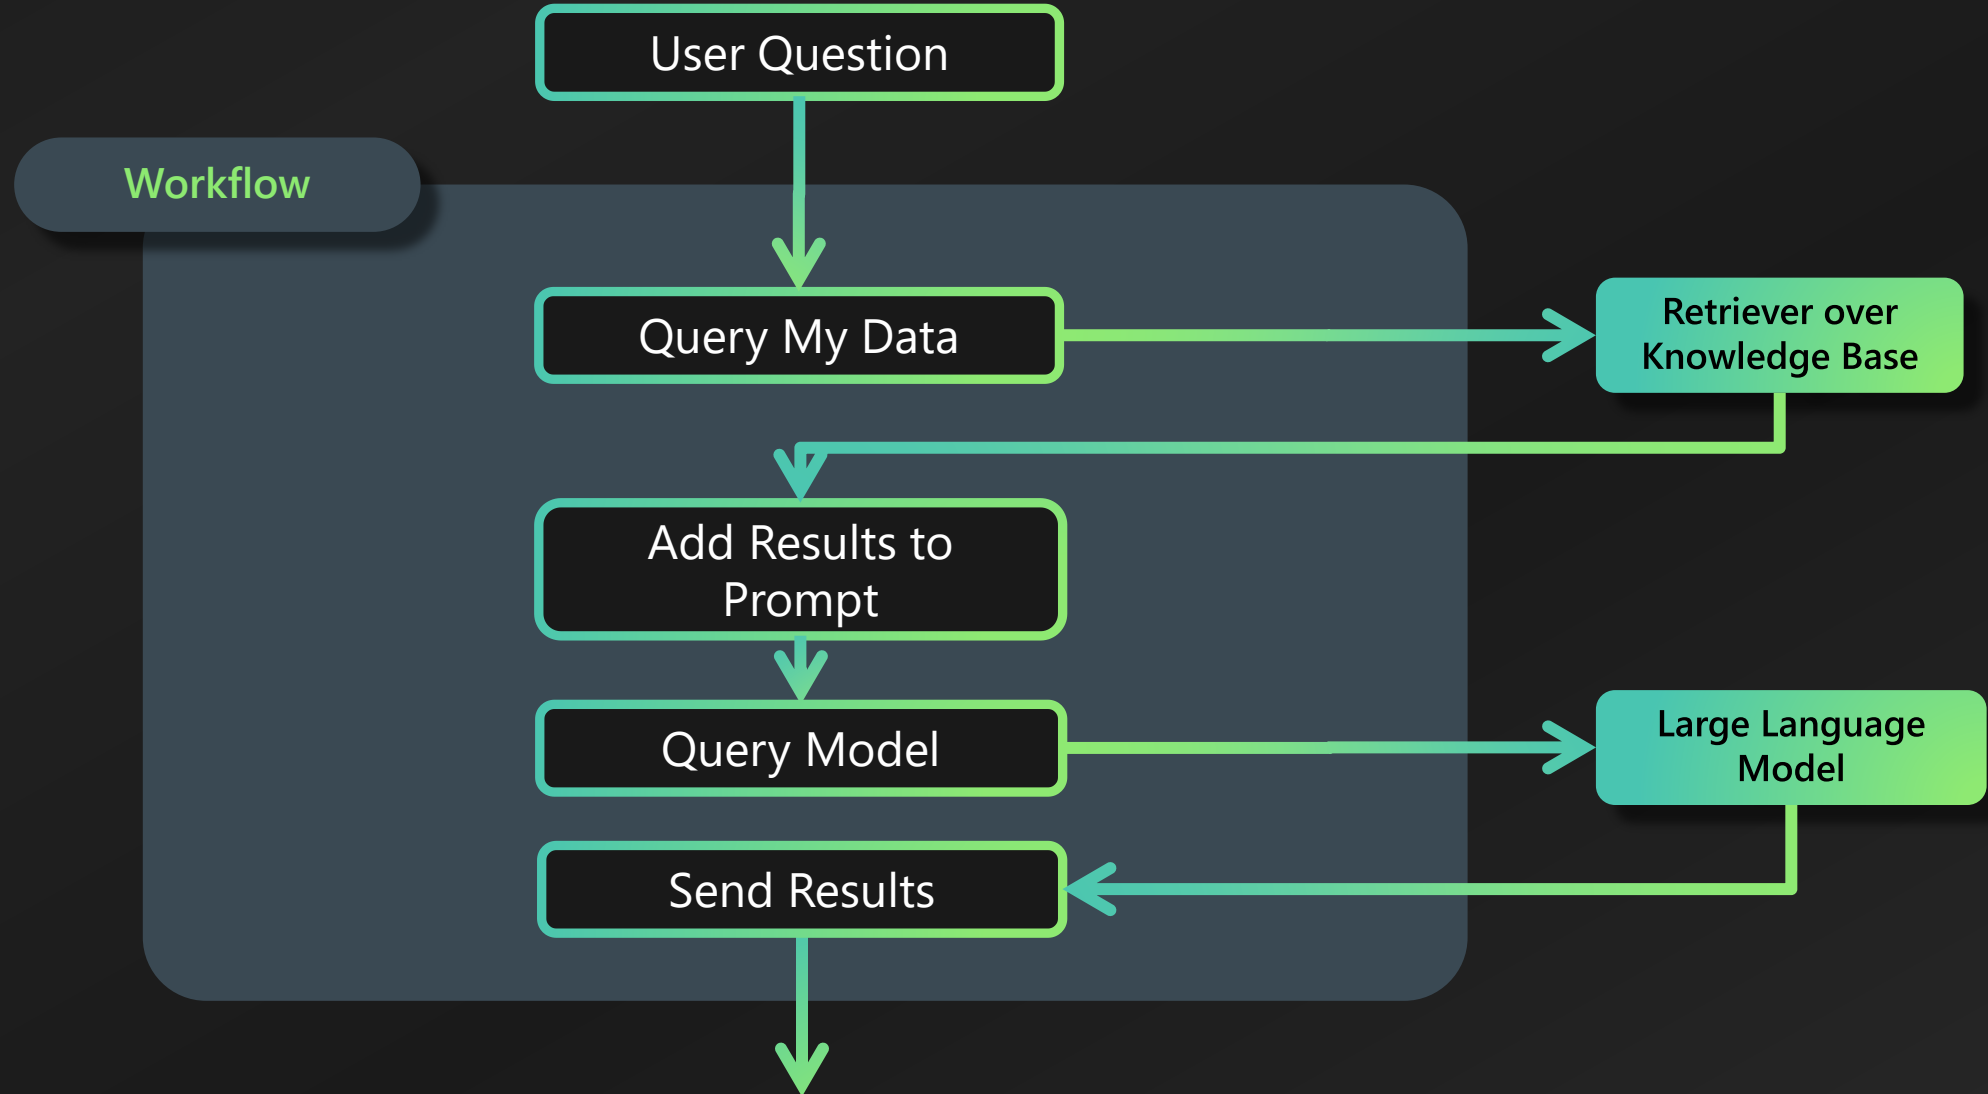 User Question
Workflow
Query My Data
Retriever over
Knowledge Base
Add Results to
Prompt
Query Model
Large Language
Model
Send Results